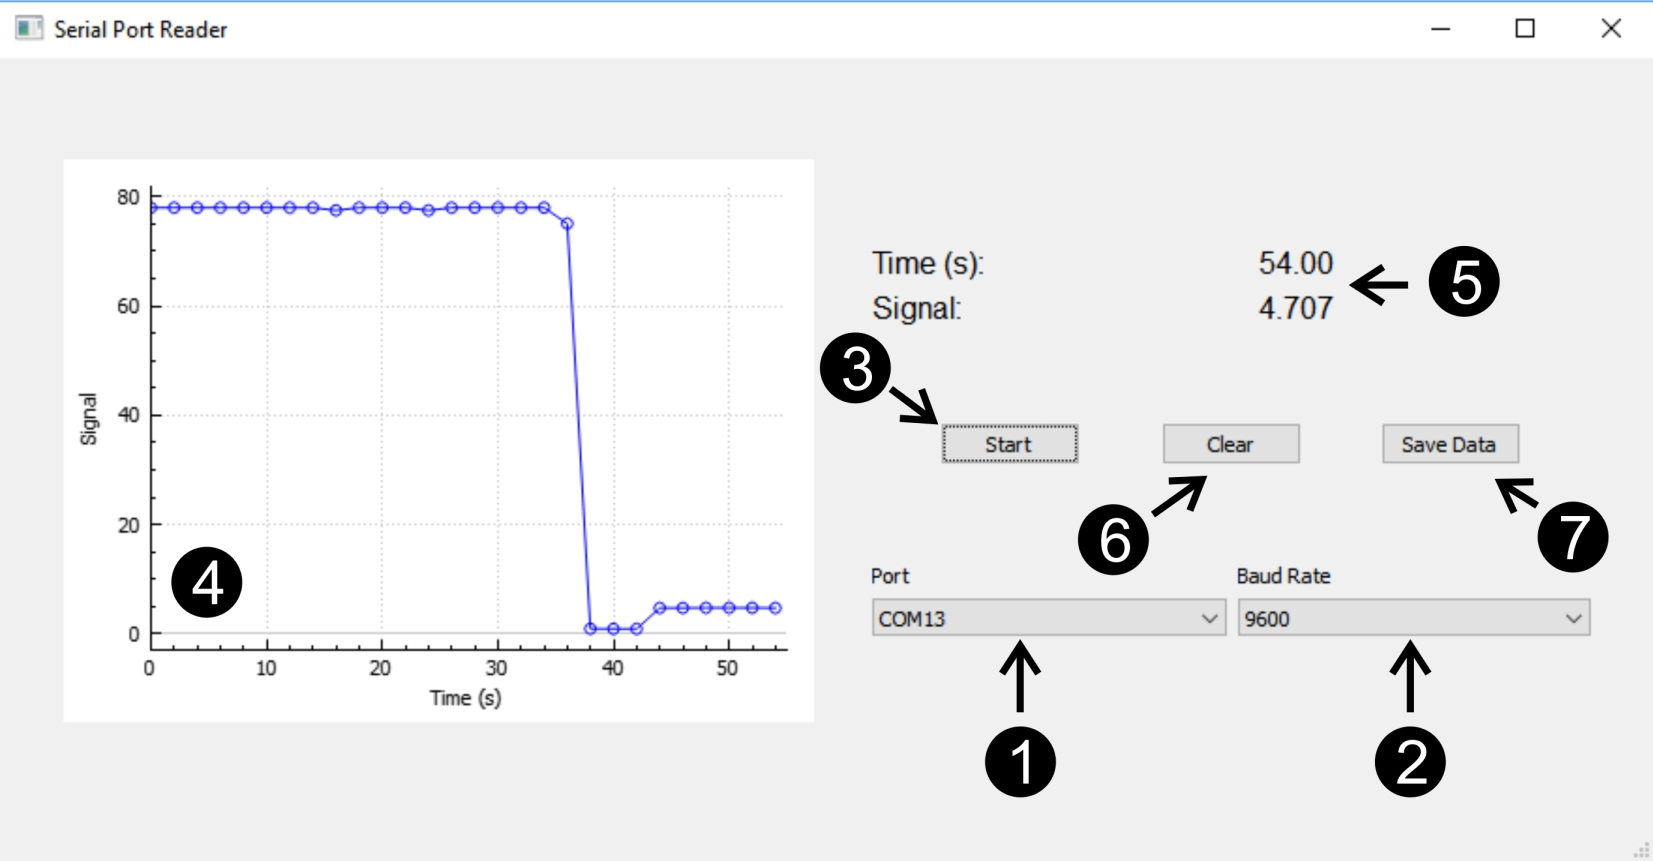 Serial Port Reader
80
60
40
20
0
Signal
0 10 20 30 40 50
Time (s)
4
Time (s): 54.00
Signal: 4.707
5
3
Start Clear Save Data
6
7
Port Baud Rate
COM13 9600
1 2